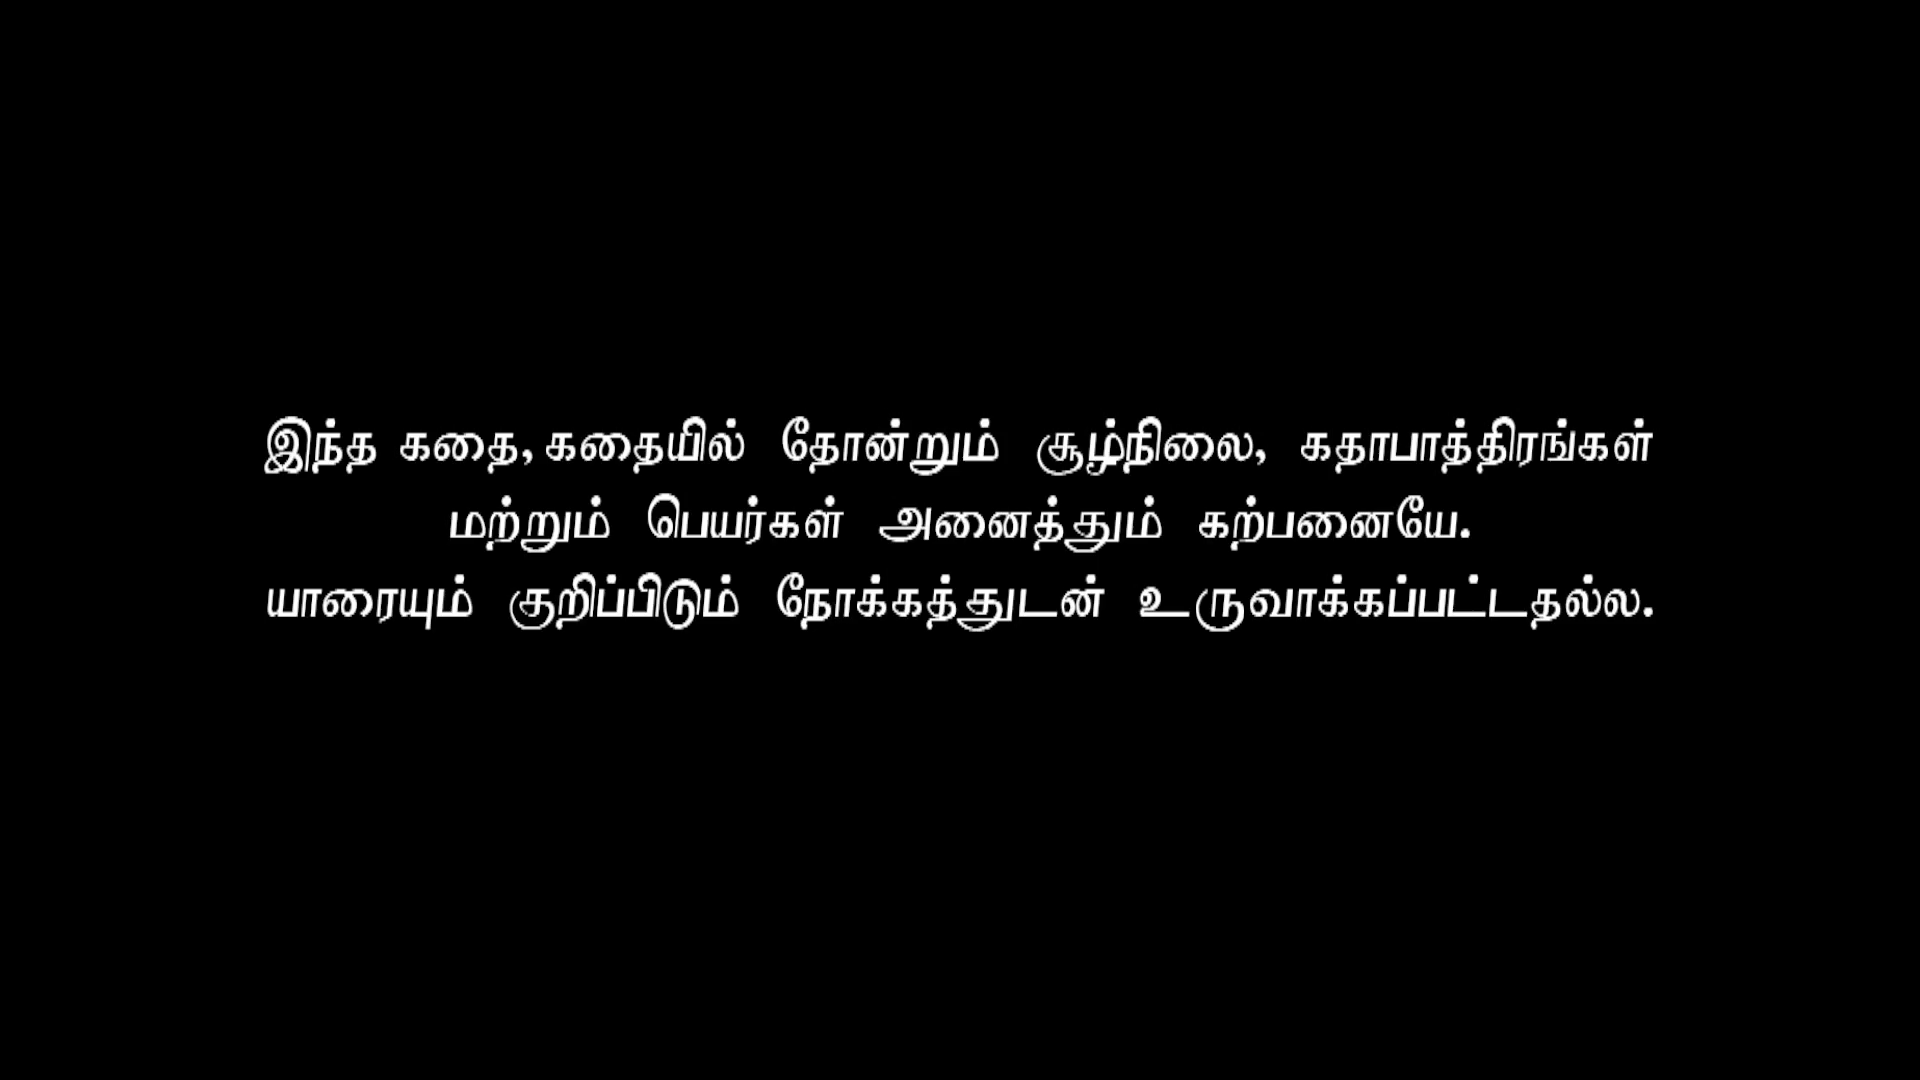 இந்த கதை, கதையில் தோன்றும் சூழ்நிலை, கதாபாத்திரங்கள்
மற்றும் பெயர்கள் அனைத்தும் கற்பனையே.
யாரையும் குறிப்பிடும் நோக்கத்துடன் உருவாக்கப்பட்டதல்ல.